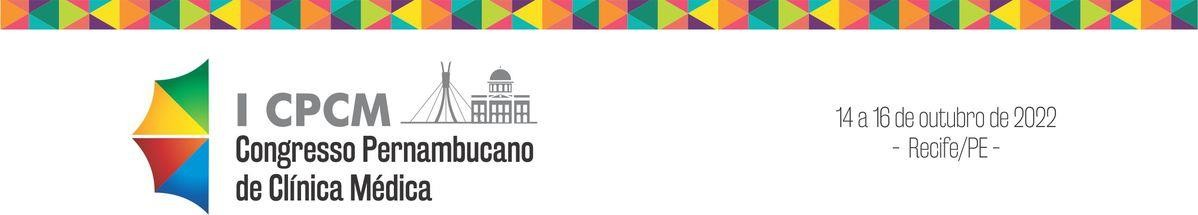 I CPCM
Congresso Pernambucano
de Clínica Médica
14 a 16 de outubro de 2022
- Recife/PE -